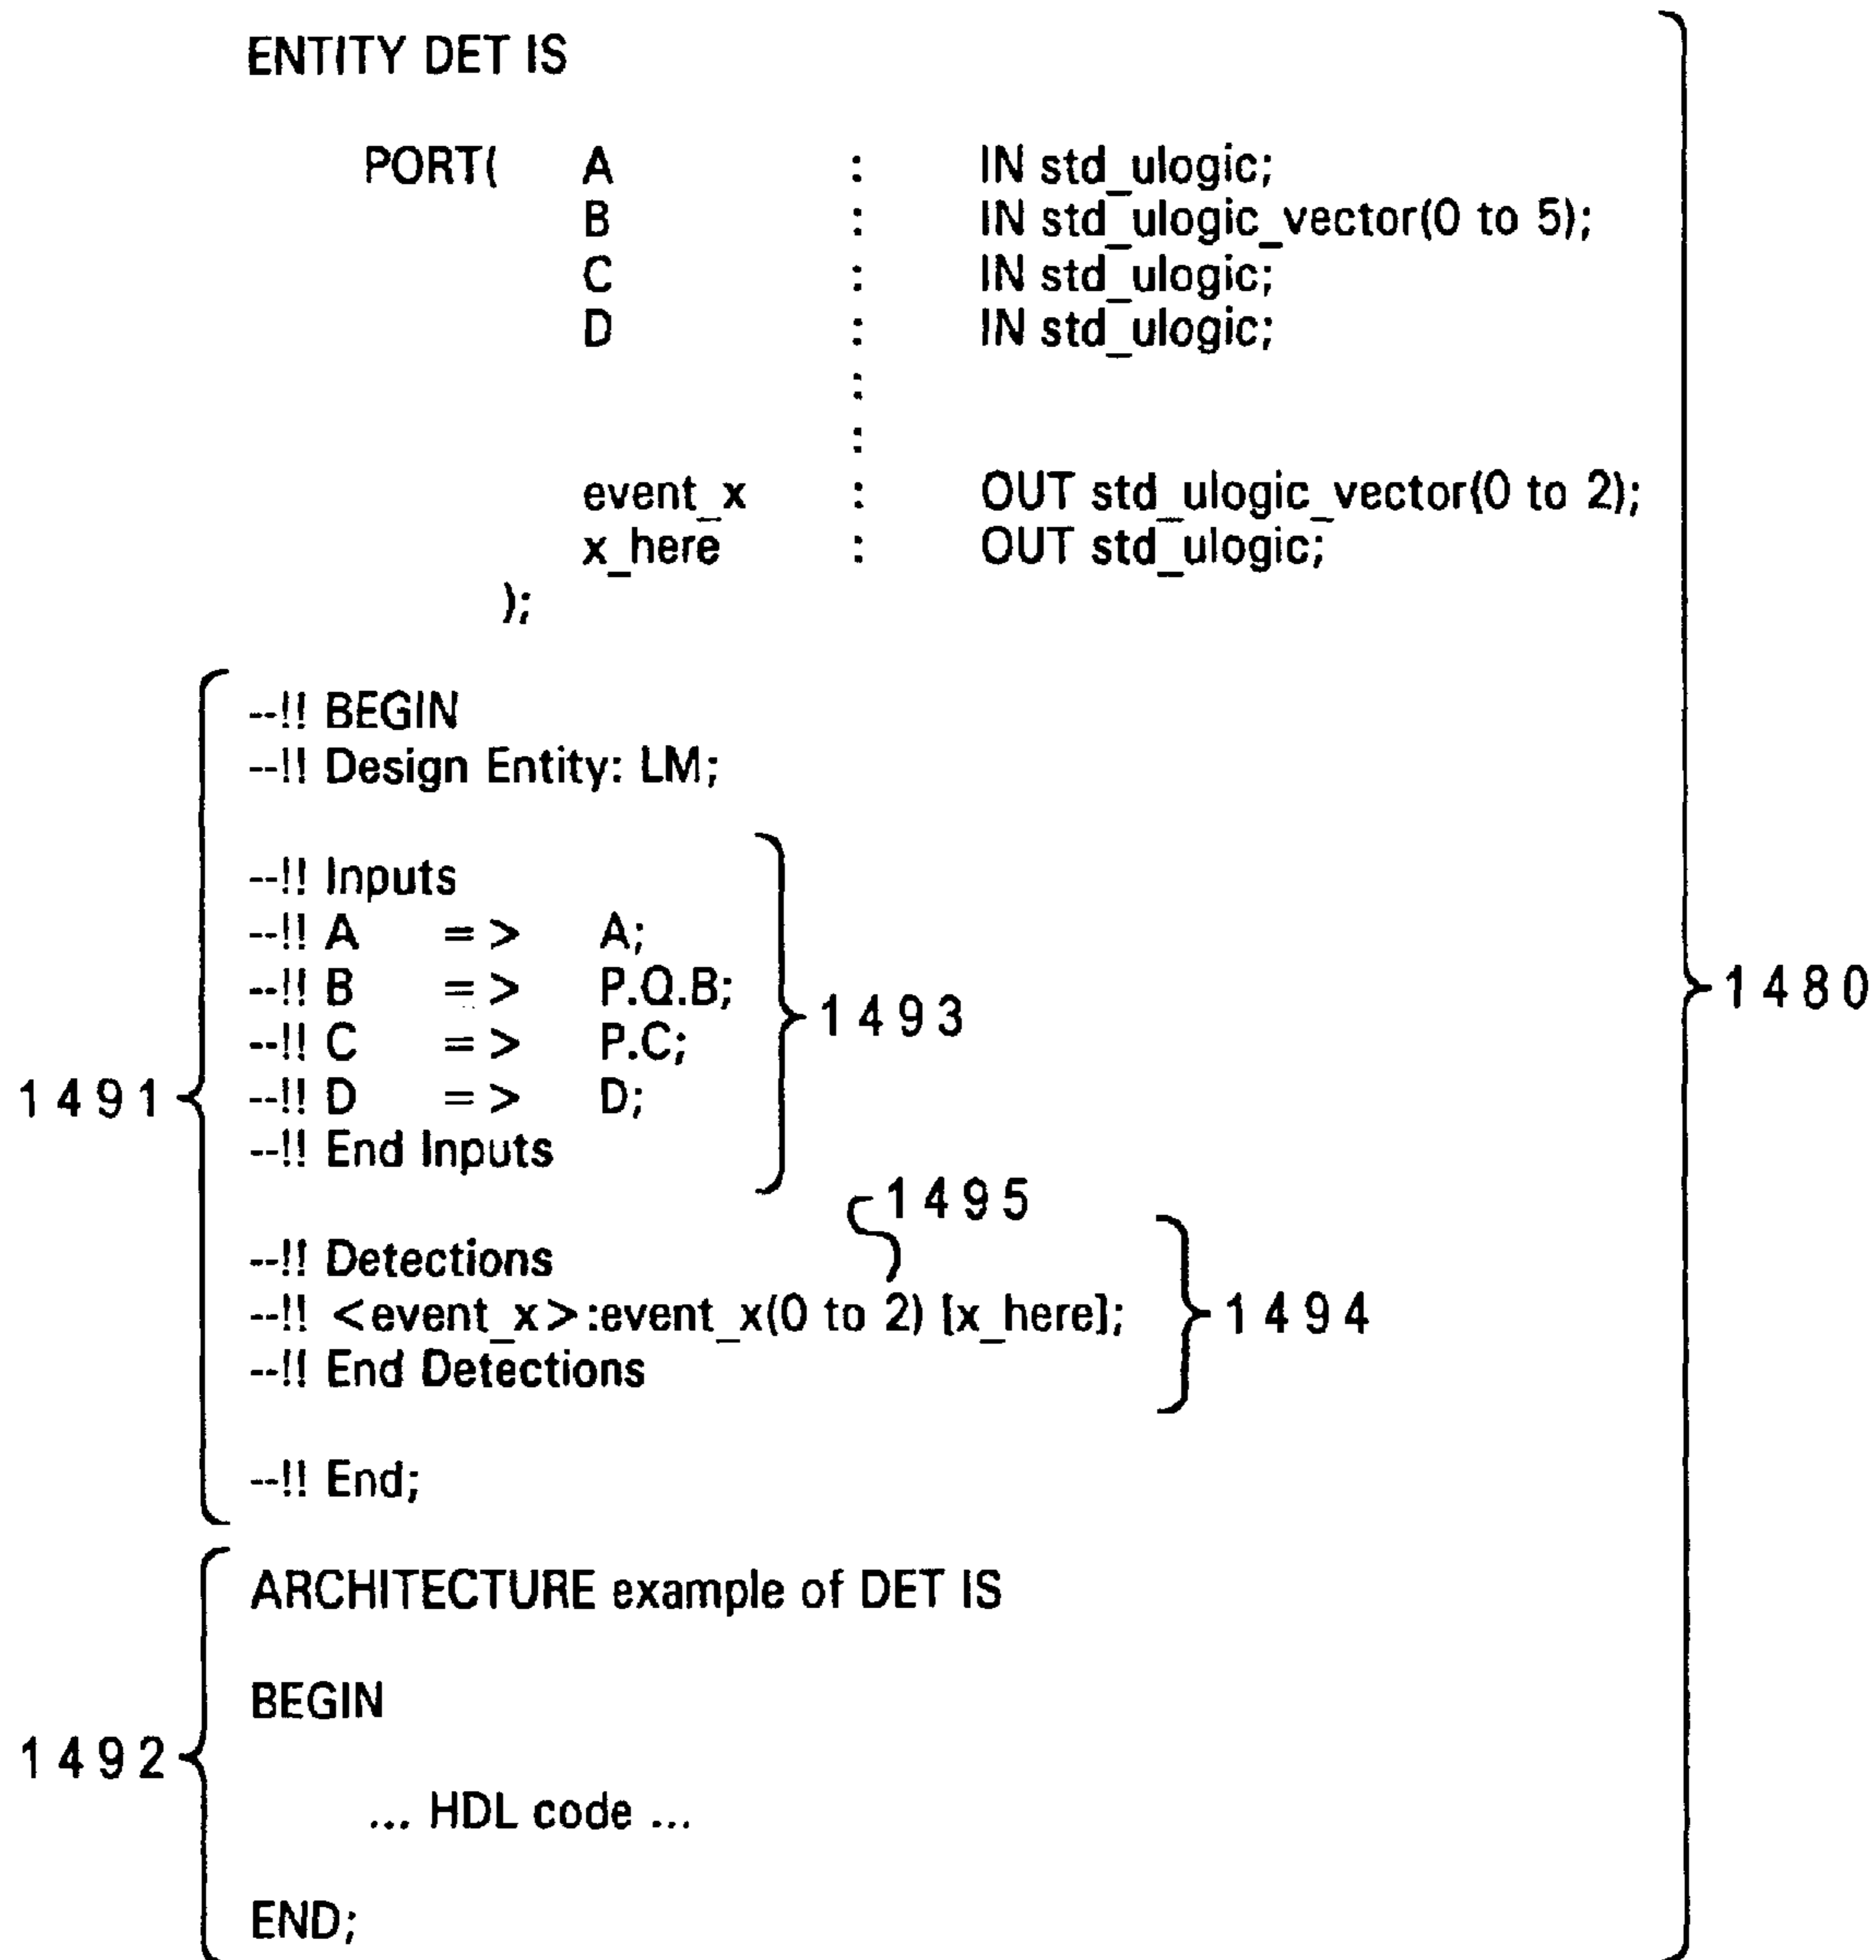 ENTITY DET IS
PORT( A : IN std_ulogic;
B : IN std_ulogic_vector(0 to 5);
C : IN std_ulogic;
D : IN std_ulogic;
:
:
event_x : OUT std_ulogic_vector(0 to 2);
x_here : OUT std_ulogic;
);
--!! BEGIN
--!! Design Entity: LM;
--!! Inputs
--!! A => A;
--!! B => P.Q.B;
1480
1493
--!! C => P.C;
1491
--!! D => D;
--!! End Inputs
1495
--!! Detections
--!! <event_x>:event_x(0 to 2) [x_here];
1494
--!! End Detections
--!! End;
ARCHITECTURE example of DET IS
BEGIN
1492
... HDL code ...
END;